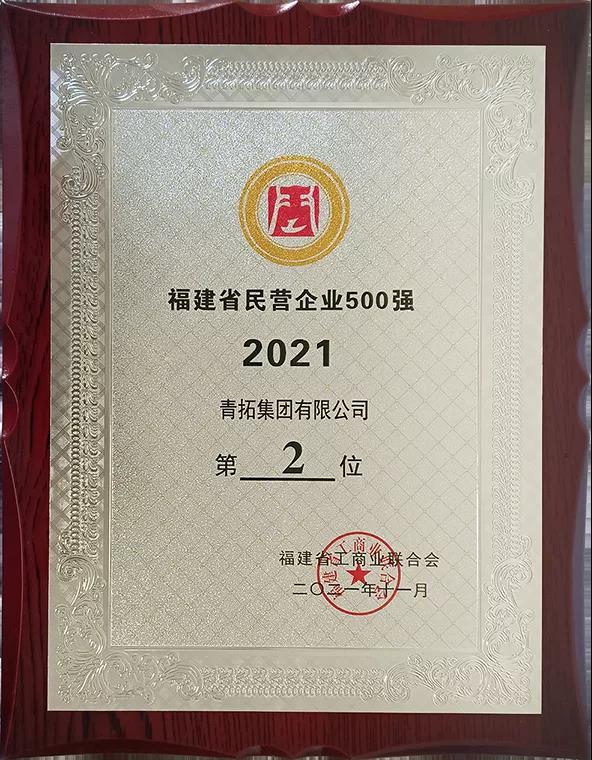 福建省民营企业500强
2021
青拓集团有限公司
第 2 位
福建省工商业联合会
二〇二一年十一月